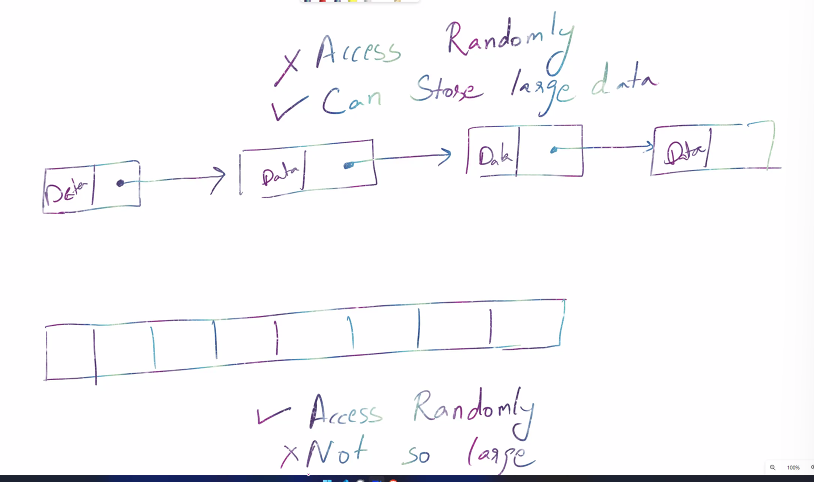 X Access Randomly
✓ Can Store large data
Data Data Data Data
✓ Access Randomly
X Not so large
100%